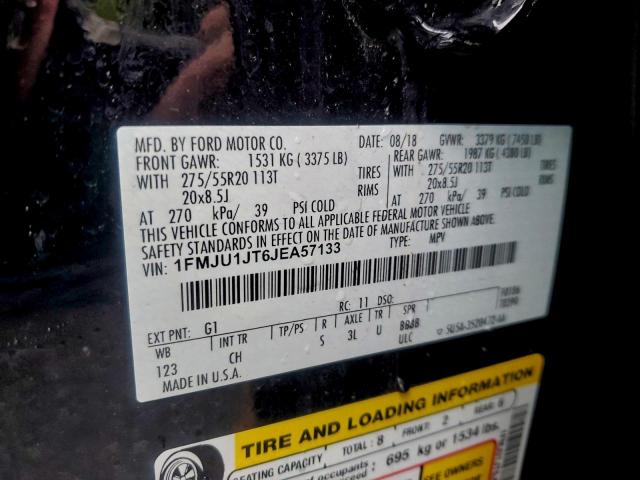 MFD. BY FORD MOTOR CO.
DATE: 08/18 GVWR: 3379 KG (7450 LB)
FRONT GAWR: 1531 KG (3375 LB) REAR GAWR: 1987 KG (4380 LB)
WITH 275/55R20 113T TIRES 275/55R20 113T TIRES
20x8.5J RIMS 20x8.5J RIMS
AT 270 kPa/ 39 PSI COLD AT 270 kPa/ 39 PSI COLD
THIS VEHICLE CONFORMS TO ALL APPLICABLE FEDERAL MOTOR VEHICLE
SAFETY STANDARDS IN EFFECT ON THE DATE OF MANUFACTURE SHOWN ABOVE.
VIN: 1FMJU1JT6JEA57133 TYPE: MPV
EXT PNT: G1 RC: 11 DSO:
WB INT TR TP/PS R AXLE TR SPR
123 CH S 3L U BB4B
MADE IN U.S.A. ULC
TIRE AND LOADING INFORMATION
SEATING CAPACITY TOTAL: 8 FRONT: 2 REAR: 6
695 kg or 1534 lbs.
SEE OWNERS